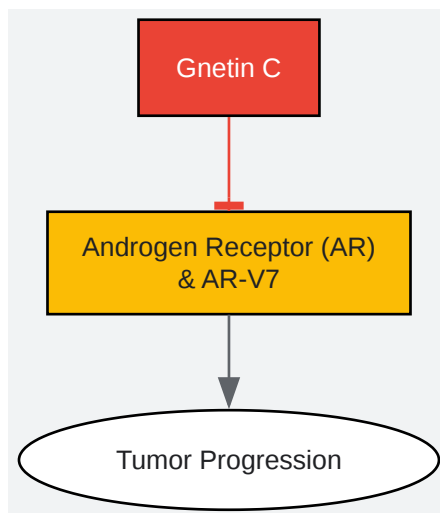 Gnetin C
Androgen Receptor (AR)
& AR-V7
Tumor Progression